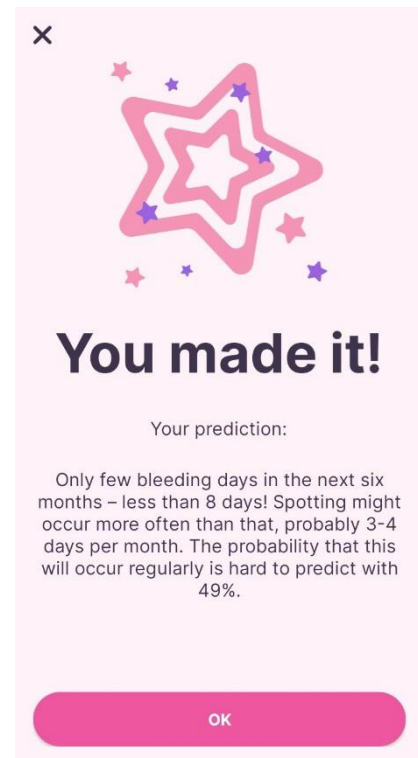 You made it!
Your prediction:
Only few bleeding days in the next six
months – less than 8 days! Spotting might
occur more often than that, probably 3-4
days per month. The probability that this
will occur regularly is hard to predict with
49%.
OK